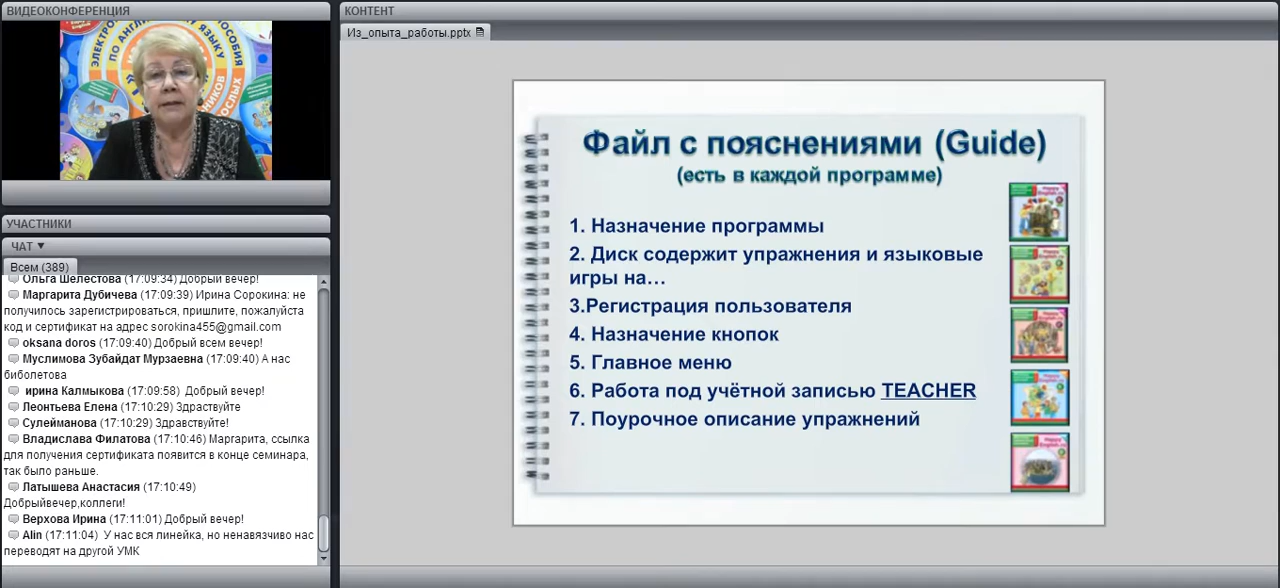 ВИДЕОКОНФЕРЕНЦИЯ
ЭЛЕКТРОН
ПО АНГЛИ
ЯЗЫКУ
ПОСОБИЯ
НИКОВ
РОСЛЫХ
УЧАСТНИКИ
ЧАТ
Всем (389)
Ольга Шелестова (17:09:34) Добрый вечер!
Маргарита Дубичева (17:09:39) Ирина Сорокина: не
получилось зарегистрироваться, пришлите, пожалуйста
код и сертификат на адрес sorokina455@gmail.com
oksana doros (17:09:40) Добрый всем вечер!
Муслимова Зубайдат Мурзаевна (17:09:40) А нас
биболетова
ирина Калмыкова (17:09:58) Добрый вечер!
Леонтьева Елена (17:10:29) Здраствуйте
Сулейманова (17:10:29) Здравствуйте!
Владислава Филатова (17:10:46) Маргарита, ссылка
для получения сертификата появится в конце семинара,
так было раньше.
Латышева Анастасия (17:10:49)
Добрыйвечер,коллеги!
Верхова Ирина (17:11:01) Добрый вечер!
Alin (17:11:04) У нас вся линейка, но ненавязчиво нас
переводят на другой УМК
КОНТЕНТ
Из_опыта_работы.pptx
Файл с пояснениями (Guide)
(есть в каждой программе)
1. Назначение программы
2. Диск содержит упражнения и языковые
игры на…
3.Регистрация пользователя
4. Назначение кнопок
5. Главное меню
6. Работа под учётной записью TEACHER
7. Поурочное описание упражнений